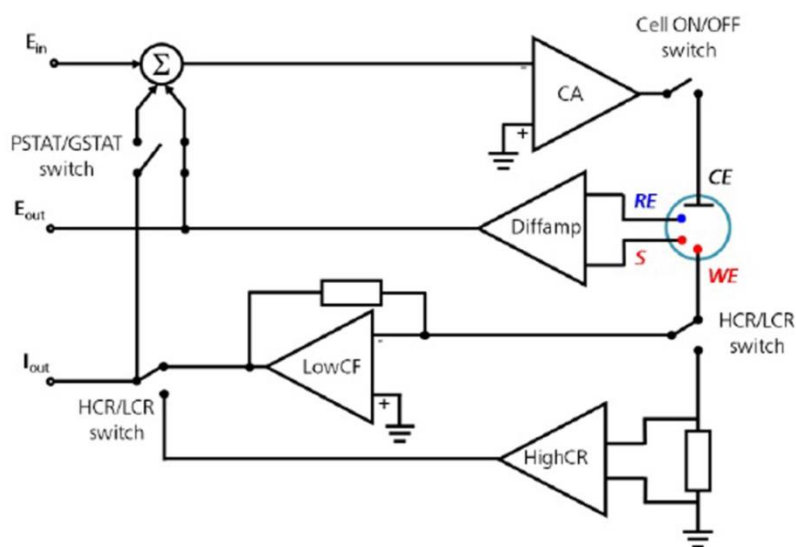 Cell ON/OFF
switch
Ein
Σ
-
CA
+
PSTAT/GSTAT
switch
CE
RE
Eout
Diffamp
S
WE
HCR/LCR
switch
-
LowCF
Iout
+
HCR/LCR
switch
HighCR